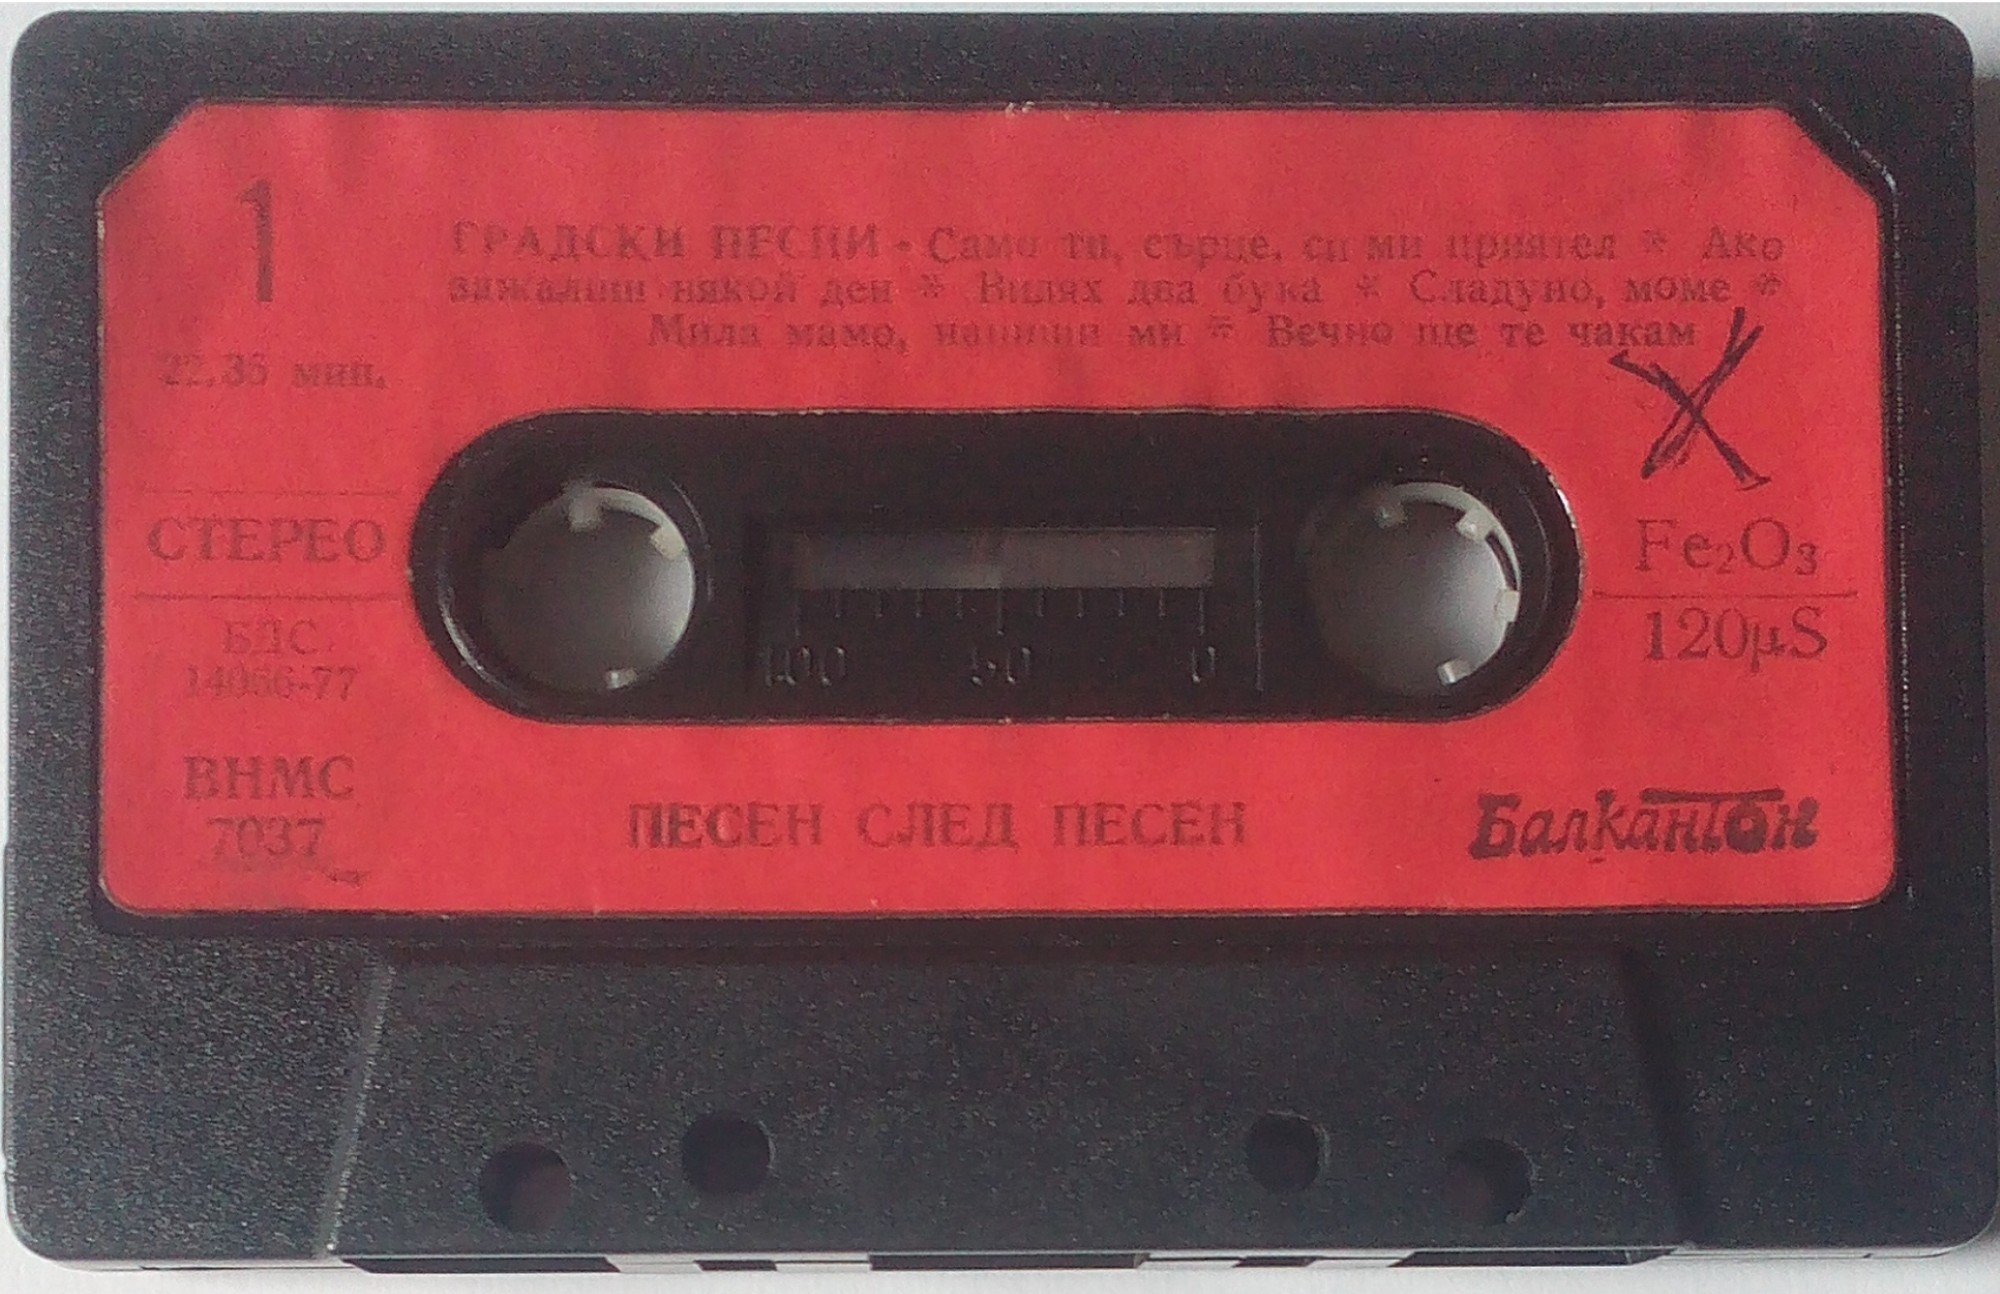 1
ГРАДСКИ ПЕСНИ - Само ти, сърце, си ми приятел * Ако
зажалиш някой ден * Видях два бука * Сладуно, моме *
Мила мамо, напиши ми * Вечно ще те чакам
22.35 мин.
СТЕРЕО
БДС
14066-77
ВНМС
7037
100 50 0
Fe₂O₃
120µS
ПЕСЕН СЛЕД ПЕСЕН
Балкантон